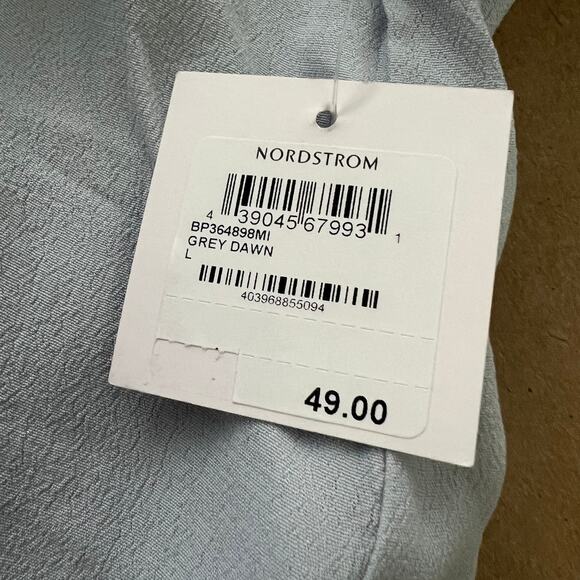 NORDSTROM
4 39045 67993 1
BP364898MI
GREY DAWN
L
403968855094
49.00